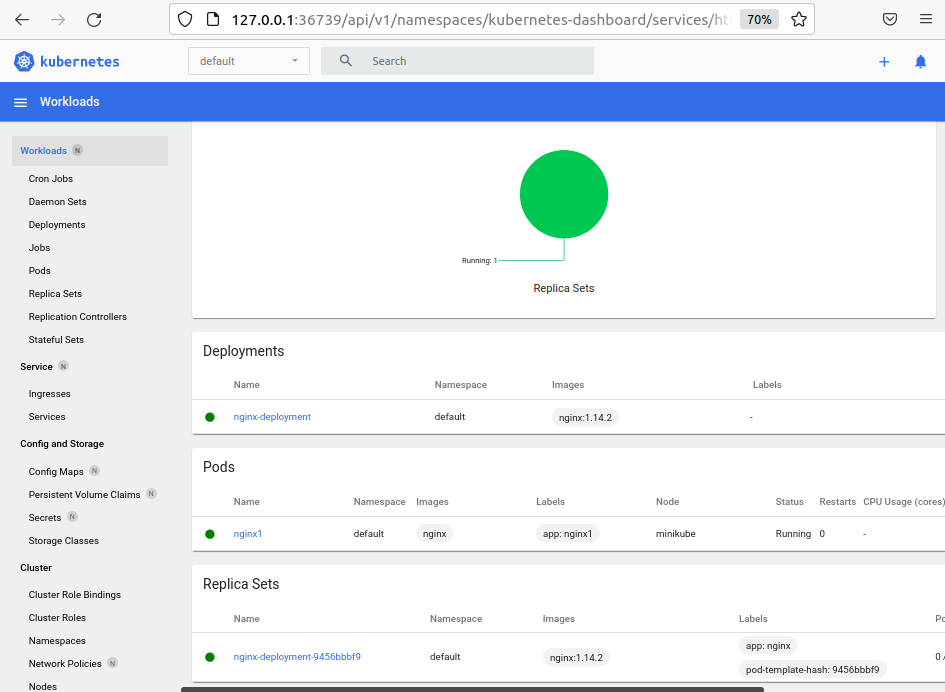 127.0.0.1:36739/api/v1/namespaces/kubernetes-dashboard/services/htt 70%
kubernetes default Search
Workloads
Workloads N
Cron Jobs
Daemon Sets
Deployments
Jobs
Pods
Replica Sets
Replication Controllers
Stateful Sets
Service N
Ingresses
Services
Config and Storage
Config Maps N
Persistent Volume Claims N
Secrets N
Storage Classes
Cluster
Cluster Role Bindings
Cluster Roles
Namespaces
Network Policies N
Nodes
Running: 1
Replica Sets
Deployments
Name Namespace Images Labels
nginx-deployment default nginx:1.14.2 -
Pods
Name Namespace Images Labels Node Status Restarts CPU Usage (cores)
nginx1 default nginx app: nginx1 minikube Running 0 -
Replica Sets
Name Namespace Images Labels Po
nginx-deployment-9456bbbf9 default nginx:1.14.2 app: nginx 0 /
pod-template-hash: 9456bbbf9